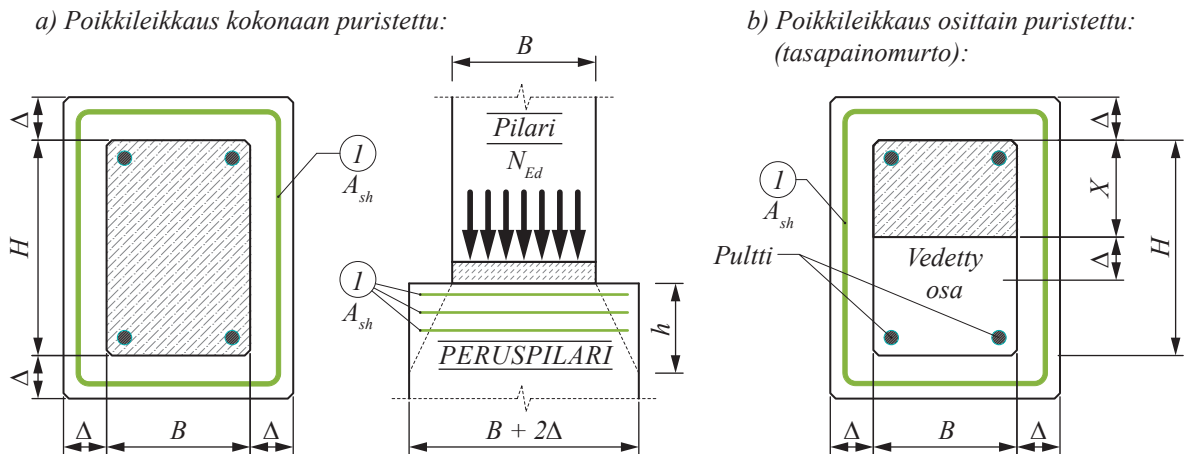 a) Poikkileikkaus kokonaan puristettu:
Δ
H
Δ
Δ
B
Δ
1
A_sh
B
Pilari
N_Ed
1
A_sh
h
PERUSPILARI
B + 2Δ
b) Poikkileikkaus osittain puristettu:
(tasapainomurto):
1
A_sh
Pultti
Vedetty
osa
Δ
X
Δ
H
Δ
B
Δ